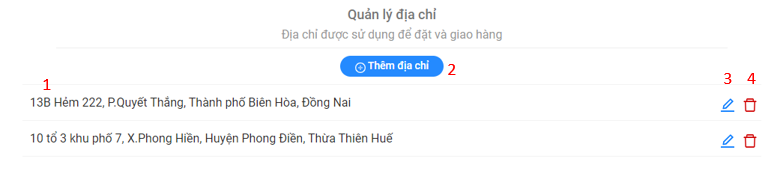 Quản lý địa chỉ
Địa chỉ được sử dụng để đặt và giao hàng
Thêm địa chỉ 2
1 3 4
13B Hẻm 222, P.Quyết Thắng, Thành phố Biên Hòa, Đồng Nai
10 tổ 3 khu phố 7, X.Phong Hiền, Huyện Phong Điền, Thừa Thiên Huế